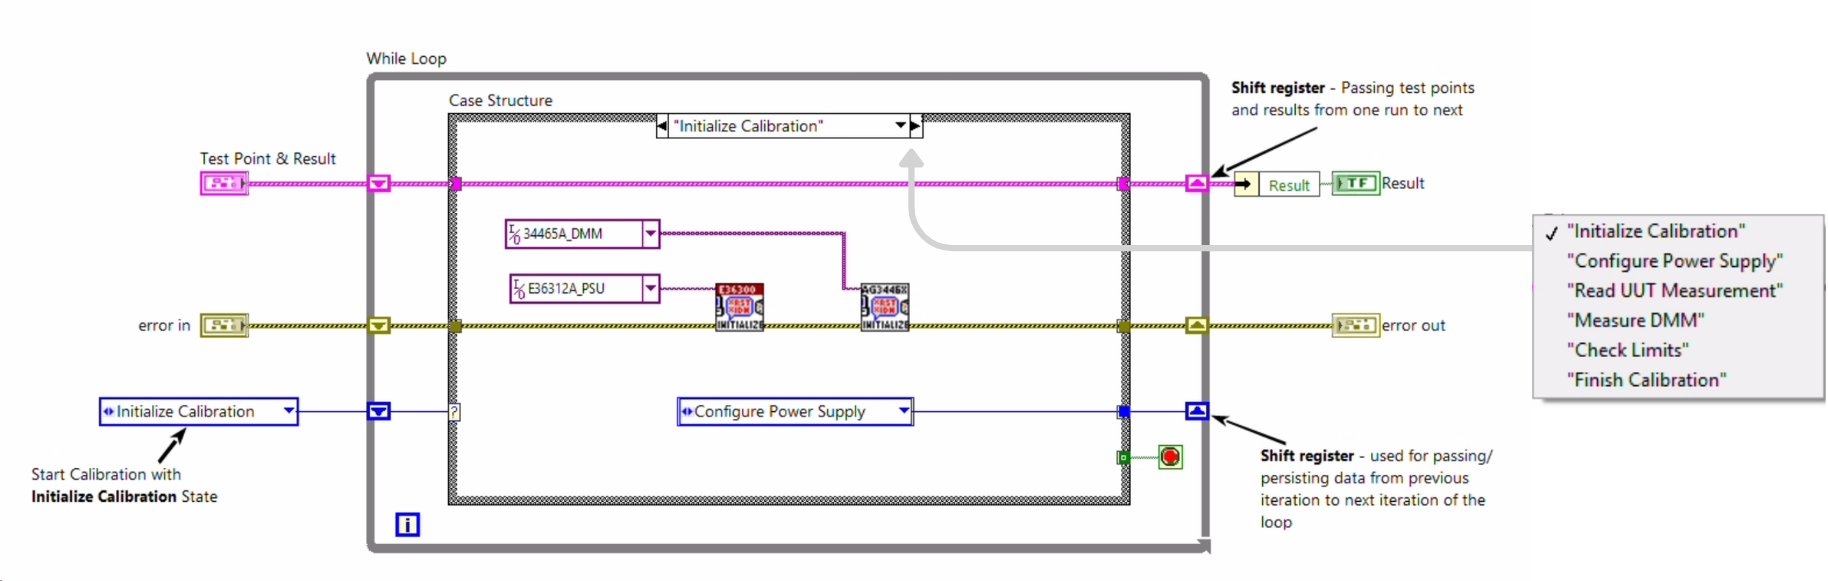 While Loop
Case Structure
"Initialize Calibration"
Shift register - Passing test points
and results from one run to next
Test Point & Result
Result
Result
34465A_DMM
E36312A_PSU
E36300
INITIALIZE
AG3446X
INITIALIZE
error in
error out
Initialize Calibration
?
Configure Power Supply
Start Calibration with
Initialize Calibration State
Shift register - used for passing/
persisting data from previous
iteration to next iteration of the
loop
i
"Initialize Calibration"
"Configure Power Supply"
"Read UUT Measurement"
"Measure DMM"
"Check Limits"
"Finish Calibration"